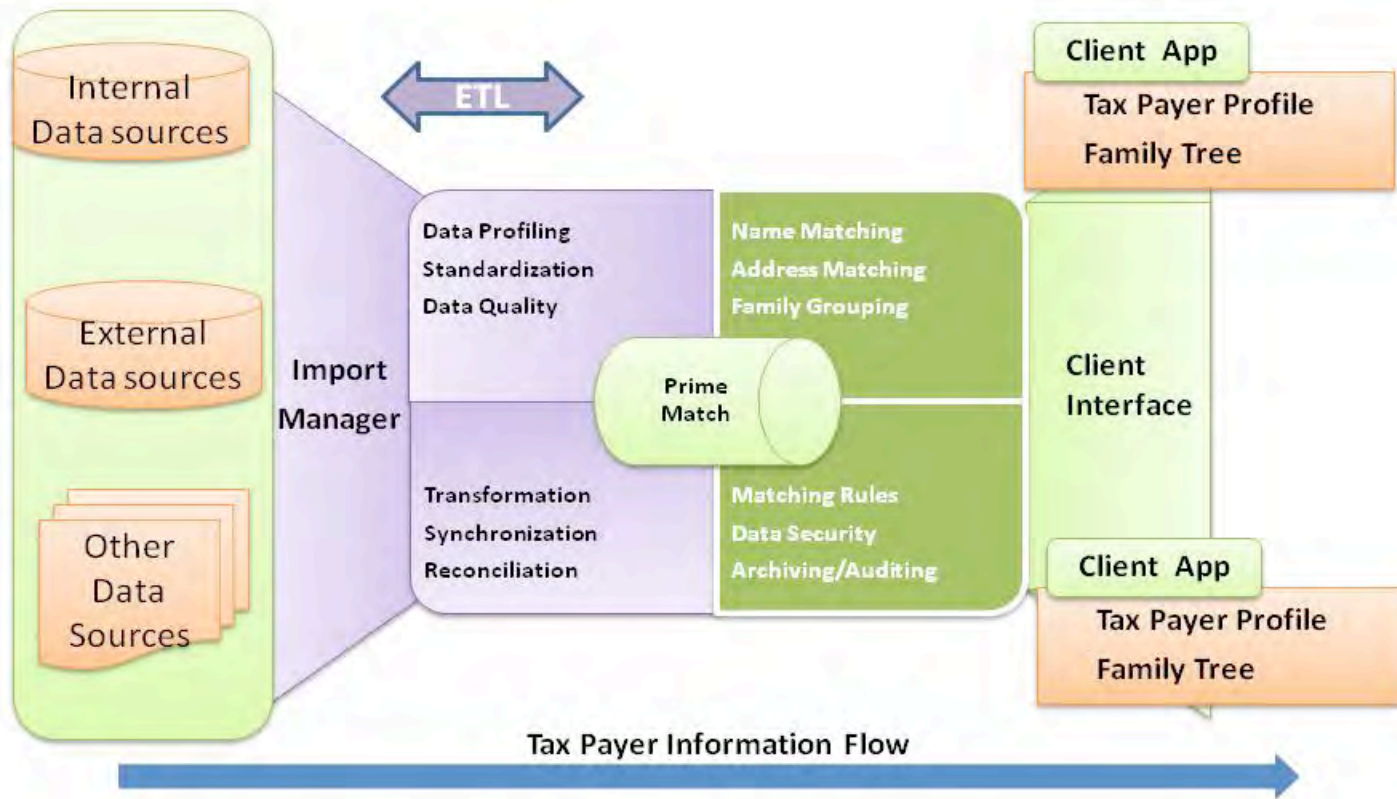 Internal
Data sources
External
Data sources
Other
Data
Sources
Import
Manager
ETL
Data Profiling
Standardization
Data Quality
Transformation
Synchronization
Reconciliation
Prime
Match
Name Matching
Address Matching
Family Grouping
Matching Rules
Data Security
Archiving/Auditing
Client App
Tax Payer Profile
Family Tree
Client
Interface
Client App
Tax Payer Profile
Family Tree
Tax Payer Information Flow